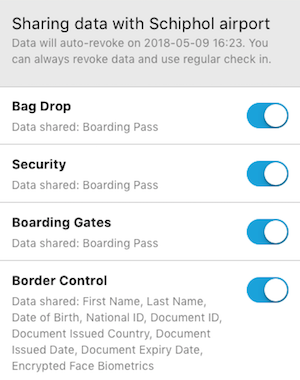 Sharing data with Schiphol airport
Data will auto-revoke on 2018-05-09 16:23. You
can always revoke data and use regular check in.
Bag Drop
Data shared: Boarding Pass
Security
Data shared: Boarding Pass
Boarding Gates
Data shared: Boarding Pass
Border Control
Data shared: First Name, Last Name,
Date of Birth, National ID, Document ID,
Document Issued Country, Document
Issued Date, Document Expiry Date,
Encrypted Face Biometrics